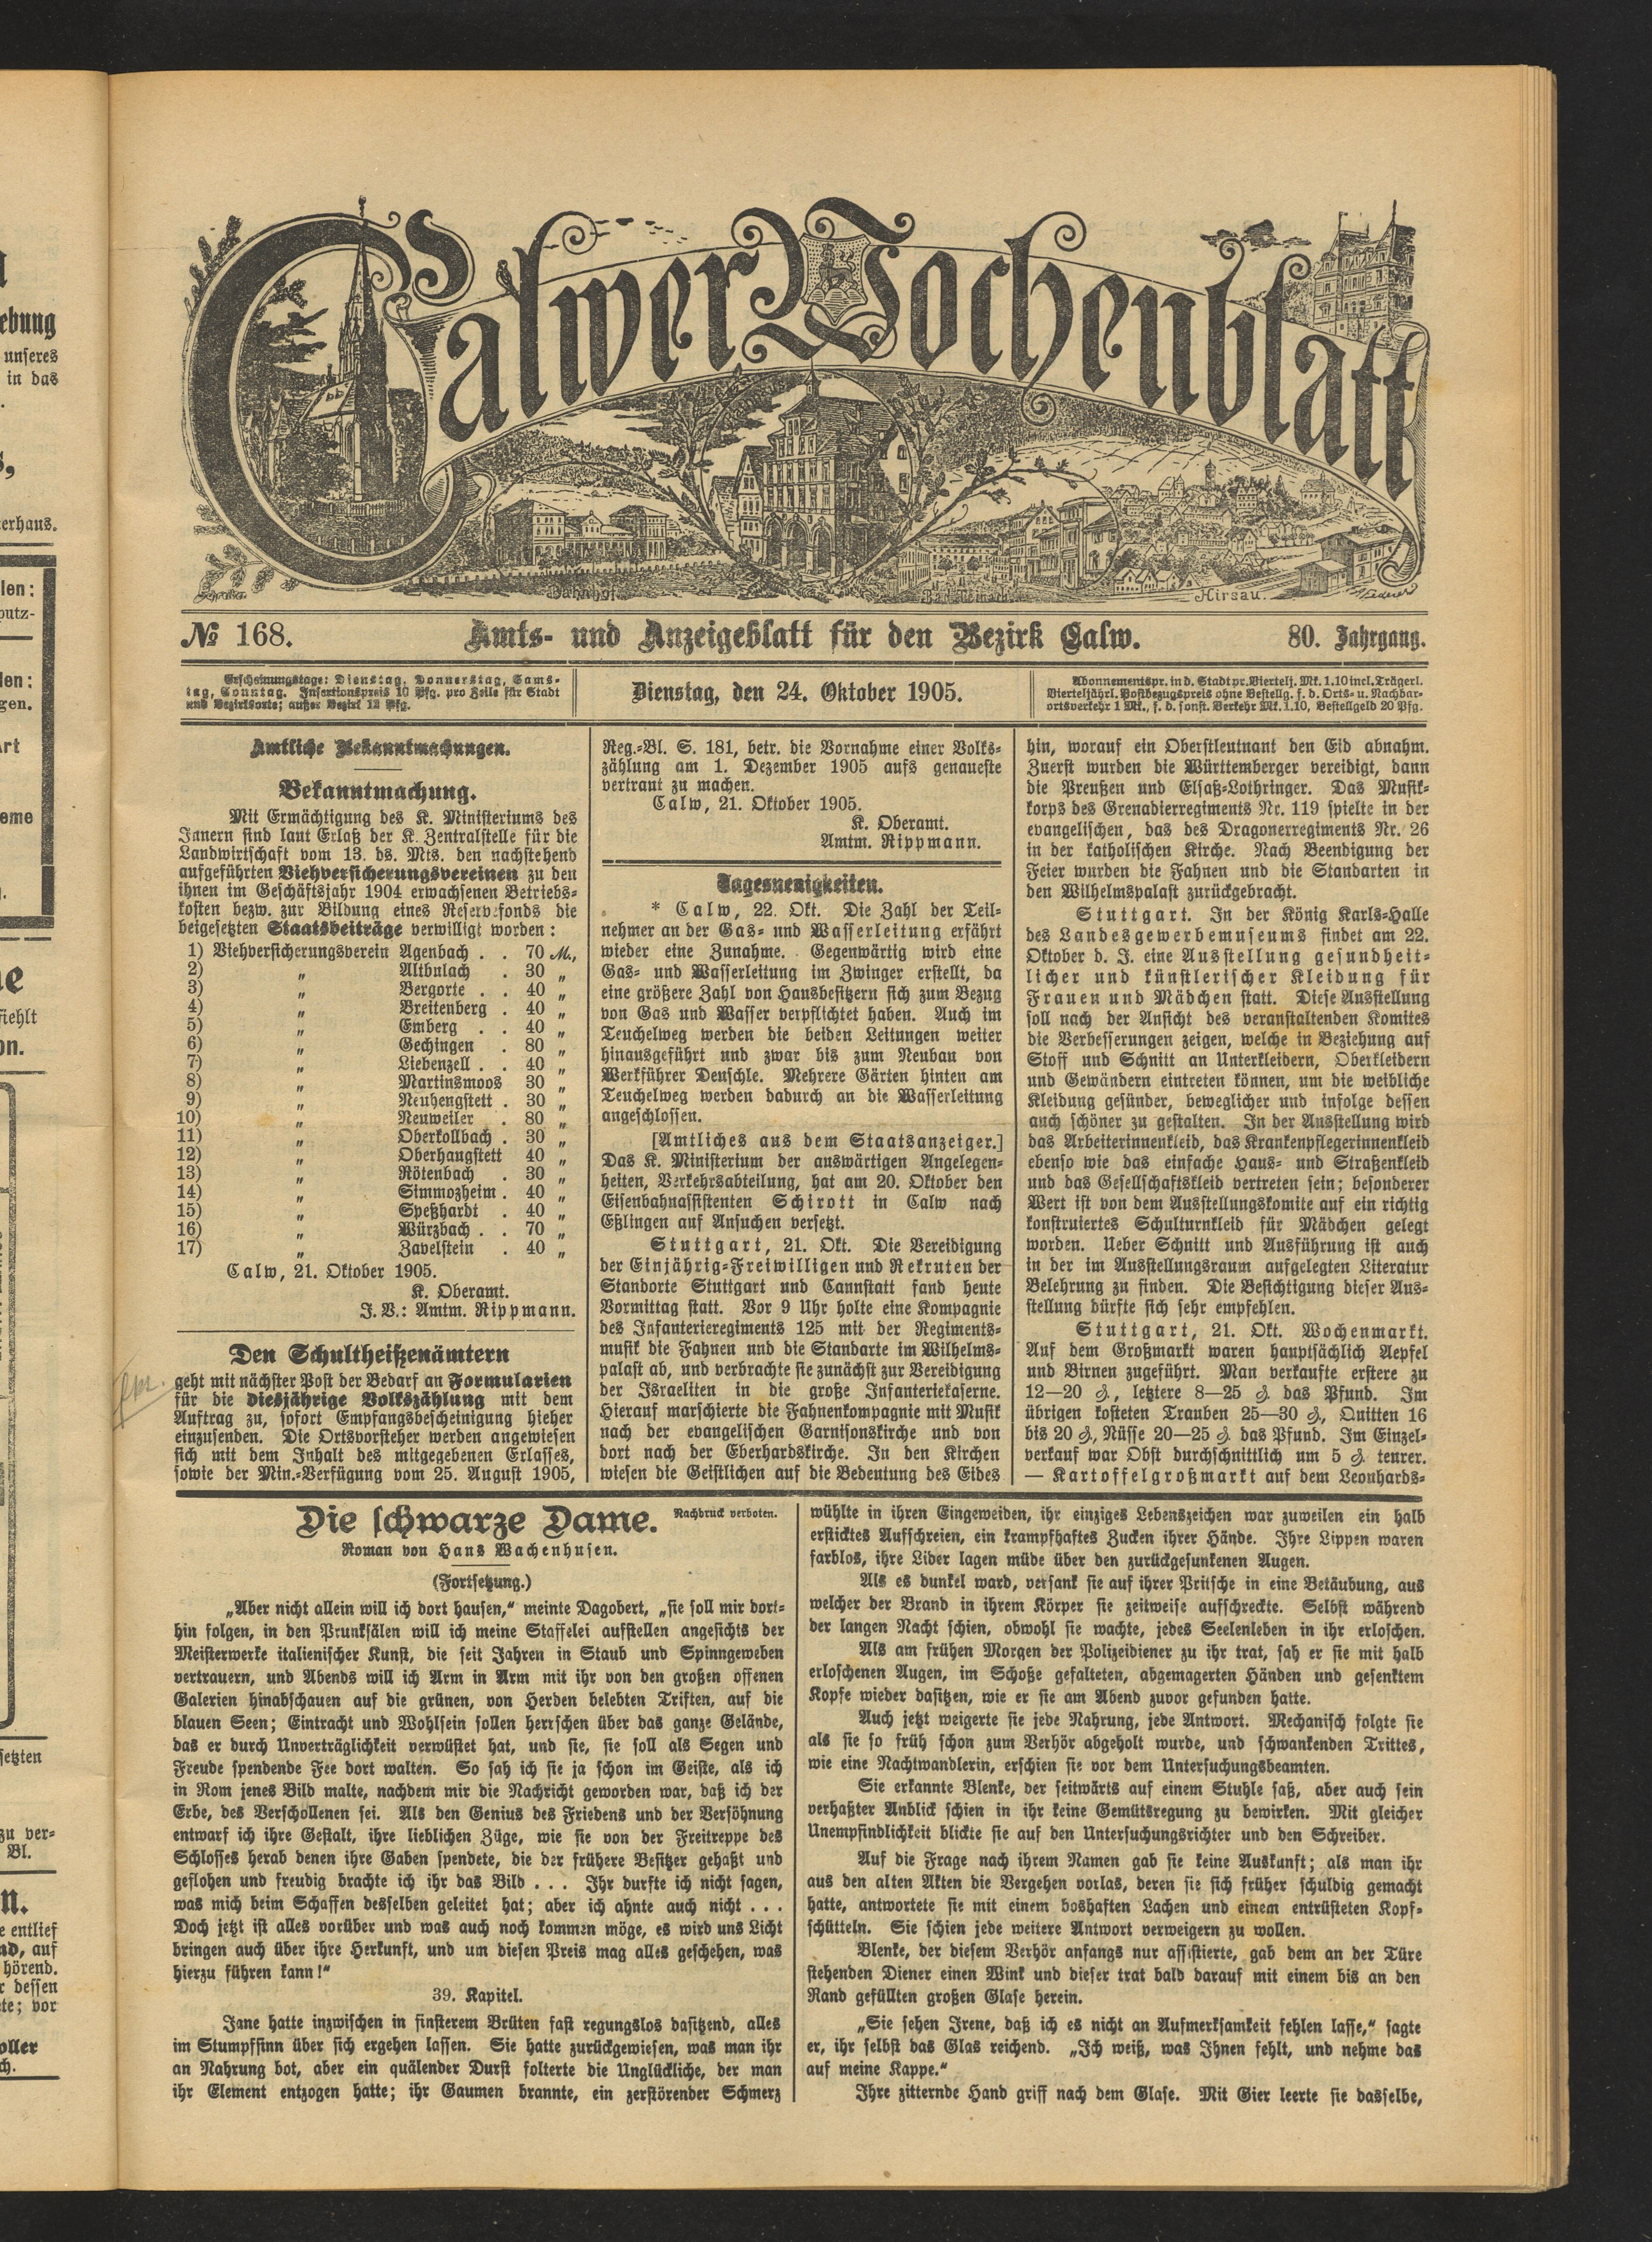 Calwer Wochenblatt
Bahnhof
Hirsau.
№ 168.
Amts- und Anzeigeblatt für den Bezirk Calw.
80. Jahrgang.
Erscheinungstage: Dienstag, Donnerstag, Sams-
tag, Sonntag. Insertionspreis 10 Pfg. pro Zeile für Stadt
und Bezirksorte; außer Bezirk 12 Pfg.
Dienstag, den 24. Oktober 1905.
Abonnementspr. in d. Stadt pr. Viertelj. Mk. 1.10 incl. Trägerl.
Vierteljährl. Postbezugspreis ohne Bestellg. f. d. Orts- u. Nachbar-
ortsverkehr 1 Mk., f. d. sonst. Verkehr Mk. 1.10, Bestellgeld 20 Pfg.
Amtliche Bekanntmachungen.
Bekanntmachung.
Mit Ermächtigung des K. Ministeriums des
Innern sind laut Erlaß der K. Zentralstelle für die
Landwirtschaft vom 13. ds. Mts. den nachstehend
aufgeführten Viehversicherungsvereinen zu den
ihnen im Geschäftsjahr 1904 erwachsenen Betriebs-
kosten bezw. zur Bildung eines Reservefonds die
beigesetzten Staatsbeiträge verwilligt worden:
1) Viehversicherungsverein Agenbach . . 70 M.,
2) „ Altbulach . 30 „
3) „ Bergorte . . 40 „
4) „ Breitenberg . 40 „
5) „ Emberg . . 40 „
6) „ Gechingen . 80 „
7) „ Liebenzell . . 40 „
8) „ Martinsmoos 30 „
9) „ Neuhengstett . 30 „
10) „ Neuweiler . 80 „
11) „ Oberkollbach . 30 „
12) „ Oberhaugstett 40 „
13) „ Rötenbach . 30 „
14) „ Simmozheim . 40 „
15) „ Speßhardt . 40 „
16) „ Würzbach . . 70 „
17) „ Zavelstein . 40 „
Calw, 21. Oktober 1905.
K. Oberamt.
J. V.: Amtm. Rippmann.
Den Schultheißenämtern
geht mit nächster Post der Bedarf an Formularien
für die diesjährige Volkszählung mit dem
Auftrag zu, sofort Empfangsbescheinigung hieher
einzusenden. Die Ortsvorsteher werden angewiesen
sich mit dem Inhalt des mitgegebenen Erlasses,
sowie der Min.-Verfügung vom 25. August 1905,
Reg.-Bl. S. 181, betr. die Vornahme einer Volks-
zählung am 1. Dezember 1905 aufs genaueste
vertraut zu machen.
Calw, 21. Oktober 1905.
K. Oberamt.
Amtm. Rippmann.
Tagesneuigkeiten.
* Calw, 22. Okt. Die Zahl der Teil-
nehmer an der Gas- und Wasserleitung erfährt
wieder eine Zunahme. Gegenwärtig wird eine
Gas- und Wasserleitung im Zwinger erstellt, da
eine größere Zahl von Hausbesitzern sich zum Bezug
von Gas und Wasser verpflichtet haben. Auch im
Teuchelweg werden die beiden Leitungen weiter
hinausgeführt und zwar bis zum Neubau von
Werkführer Deuschle. Mehrere Gärten hinten am
Teuchelweg werden dadurch an die Wasserleitung
angeschlossen.
[Amtliches aus dem Staatsanzeiger.]
Das K. Ministerium der auswärtigen Angelegen-
heiten, Verkehrsabteilung, hat am 20. Oktober den
Eisenbahnassistenten Schirott in Calw nach
Eßlingen auf Ansuchen versetzt.
Stuttgart, 21. Okt. Die Vereidigung
der Einjährig-Freiwilligen und Rekruten der
Standorte Stuttgart und Cannstatt fand heute
Vormittag statt. Vor 9 Uhr holte eine Kompagnie
des Infanterieregiments 125 mit der Regiments-
musik die Fahnen und die Standarte im Wilhelms-
palast ab, und verbrachte sie zunächst zur Vereidigung
der Israeliten in die große Infanteriekaserne.
Hierauf marschierte die Fahnenkompagnie mit Musik
nach der evangelischen Garnisonskirche und von
dort nach der Eberhardskirche. In den Kirchen
wiesen die Geistlichen auf die Bedeutung des Eides
hin, worauf ein Oberstleutnant den Eid abnahm.
Zuerst wurden die Württemberger vereidigt, dann
die Preußen und Elsaß-Lothringer. Das Musik-
korps des Grenadierregiments Nr. 119 spielte in der
evangelischen, das des Dragonerregiments Nr. 26
in der katholischen Kirche. Nach Beendigung der
Feier wurden die Fahnen und die Standarten in
den Wilhelmspalast zurückgebracht.
Stuttgart. In der König Karls-Halle
des Landesgewerbemuseums findet am 22.
Oktober d. J. eine Ausstellung gesundheit-
licher und künstlerischer Kleidung für
Frauen und Mädchen statt. Diese Ausstellung
soll nach der Ansicht des veranstaltenden Komites
die Verbesserungen zeigen, welche in Beziehung auf
Stoff und Schnitt an Unterkleidern, Oberkleidern
und Gewändern eintreten können, um die weibliche
Kleidung gesünder, beweglicher und infolge dessen
auch schöner zu gestalten. In der Ausstellung wird
das Arbeiterinnenkleid, das Krankenpflegerinnenkleid
ebenso wie das einfache Haus- und Straßenkleid
und das Gesellschaftskleid vertreten sein; besonderer
Wert ist von dem Ausstellungskomite auf ein richtig
konstruiertes Schulturnkleid für Mädchen gelegt
worden. Ueber Schnitt und Ausführung ist auch
in der im Ausstellungsraum aufgelegten Literatur
Belehrung zu finden. Die Besichtigung dieser Aus-
stellung dürfte sich sehr empfehlen.
Stuttgart, 21. Okt. Wochenmarkt.
Auf dem Großmarkt waren hauptsächlich Aepfel
und Birnen zugeführt. Man verkaufte erstere zu
12—20 ₰, letztere 8—25 ₰ das Pfund. Im
übrigen kosteten Trauben 25—30 ₰, Quitten 16
bis 20 ₰, Nüsse 20—25 ₰ das Pfund. Im Einzel-
verkauf war Obst durchschnittlich um 5 ₰ teurer.
— Kartoffelgroßmarkt auf dem Leonhards-
Die schwarze Dame.
Nachdruck verboten.
Roman von Hans Wachenhusen.
(Fortsetzung.)
„Aber nicht allein will ich dort hausen,“ meinte Dagobert, „sie soll mir dort-
hin folgen, in den Prunksälen will ich meine Staffelei aufstellen angesichts der
Meisterwerke italienischer Kunst, die seit Jahren in Staub und Spinngeweben
vertrauern, und Abends will ich Arm in Arm mit ihr von den großen offenen
Galerien hinabschauen auf die grünen, von Herden belebten Triften, auf die
blauen Seen; Eintracht und Wohlsein sollen herrschen über das ganze Gelände,
das er durch Unverträglichkeit verwüstet hat, und sie, sie soll als Segen und
Freude spendende Fee dort walten. So sah ich sie ja schon im Geiste, als ich
in Rom jenes Bild malte, nachdem mir die Nachricht geworden war, daß ich der
Erbe, des Verschollenen sei. Als den Genius des Friedens und der Versöhnung
entwarf ich ihre Gestalt, ihre lieblichen Züge, wie sie von der Freitreppe des
Schlosses herab denen ihre Gaben spendete, die der frühere Besitzer gehaßt und
geflohen und freudig brachte ich ihr das Bild . . . Ihr durfte ich nicht sagen,
was mich beim Schaffen desselben geleitet hat; aber ich ahnte auch nicht . . .
Doch jetzt ist alles vorüber und was auch noch kommen möge, es wird uns Licht
bringen auch über ihre Herkunft, und um diesen Preis mag alles geschehen, was
hierzu führen kann!“
39. Kapitel.
Jane hatte inzwischen in finsterem Brüten fast regungslos dasitzend, alles
im Stumpfsinn über sich ergehen lassen. Sie hatte zurückgewiesen, was man ihr
an Nahrung bot, aber ein quälender Durst folterte die Unglückliche, der man
ihr Element entzogen hatte; ihr Gaumen brannte, ein zerstörender Schmerz
wühlte in ihren Eingeweiden, ihr einziges Lebenszeichen war zuweilen ein halb
ersticktes Aufschreien, ein krampfhaftes Zucken ihrer Hände. Ihre Lippen waren
farblos, ihre Lider lagen müde über den zurückgesunkenen Augen.
Als es dunkel ward, versank sie auf ihrer Pritsche in eine Betäubung, aus
welcher der Brand in ihrem Körper sie zeitweise aufschreckte. Selbst während
der langen Nacht schien, obwohl sie wachte, jedes Seelenleben in ihr erloschen.
Als am frühen Morgen der Polizeidiener zu ihr trat, sah er sie mit halb
erloschenen Augen, im Schoße gefalteten, abgemagerten Händen und gesenktem
Kopfe wieder dasitzen, wie er sie am Abend zuvor gefunden hatte.
Auch jetzt weigerte sie jede Nahrung, jede Antwort. Mechanisch folgte sie
als sie so früh schon zum Verhör abgeholt wurde, und schwankenden Trittes,
wie eine Nachtwandlerin, erschien sie vor dem Untersuchungsbeamten.
Sie erkannte Blenke, der seitwärts auf einem Stuhle saß, aber auch sein
verhaßter Anblick schien in ihr keine Gemütsregung zu bewirken. Mit gleicher
Unempfindlichkeit blickte sie auf den Untersuchungsrichter und den Schreiber.
Auf die Frage nach ihrem Namen gab sie keine Auskunft; als man ihr
aus den alten Akten die Vergehen vorlas, deren sie sich früher schuldig gemacht
hatte, antwortete sie mit einem boshaften Lachen und einem entrüsteten Kopf-
schütteln. Sie schien jede weitere Antwort verweigern zu wollen.
Blenke, der diesem Verhör anfangs nur assistierte, gab dem an der Türe
stehenden Diener einen Wink und dieser trat bald darauf mit einem bis an den
Rand gefüllten großen Glase herein.
„Sie sehen Irene, daß ich es nicht an Aufmerksamkeit fehlen lasse,“ sagte
er, ihr selbst das Glas reichend. „Ich weiß, was Ihnen fehlt, und nehme das
auf meine Kappe.“
Ihre zitternde Hand griff nach dem Glase. Mit Gier leerte sie dasselbe,